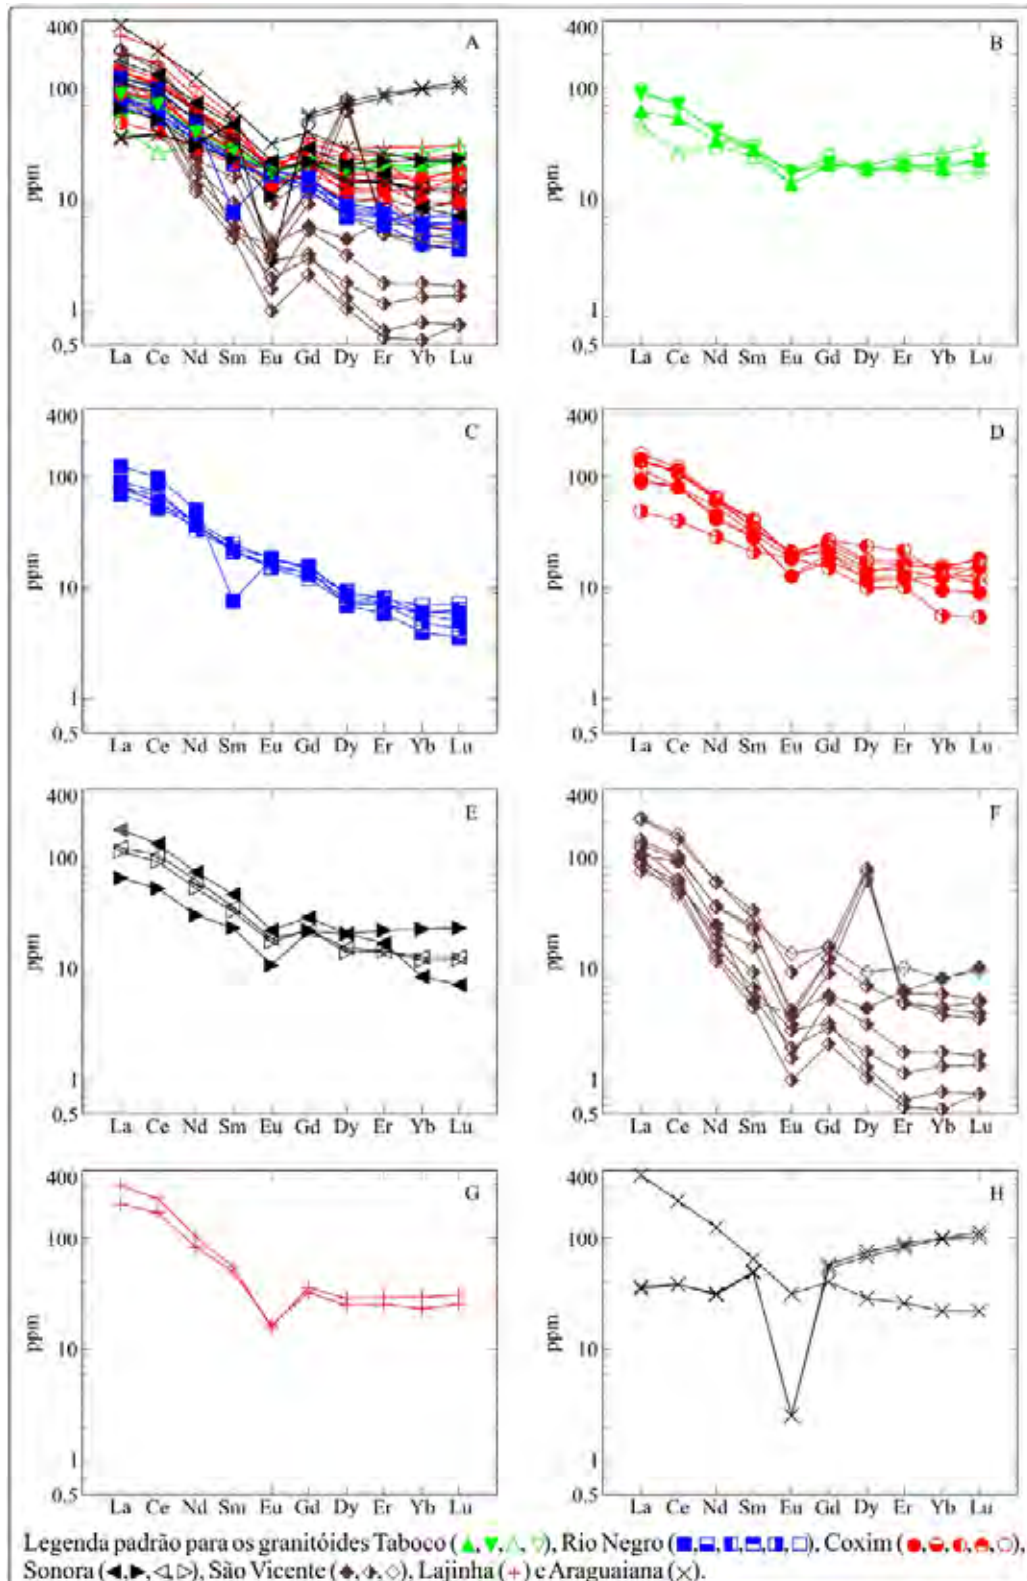 400
100
10
1
0.5
ppm
A
La Ce Nd Sm Eu Gd Dy Er Yb Lu
400
100
10
1
0.5
ppm
B
La Ce Nd Sm Eu Gd Dy Er Yb Lu
400
100
10
1
0.5
ppm
C
La Ce Nd Sm Eu Gd Dy Er Yb Lu
400
100
10
1
0.5
ppm
D
La Ce Nd Sm Eu Gd Dy Er Yb Lu
400
100
10
1
0.5
ppm
E
La Ce Nd Sm Eu Gd Dy Er Yb Lu
400
100
10
1
0.5
ppm
F
La Ce Nd Sm Eu Gd Dy Er Yb Lu
400
100
10
1
0.5
ppm
G
La Ce Nd Sm Eu Gd Dy Er Yb Lu
400
100
10
1
0.5
ppm
H
La Ce Nd Sm Eu Gd Dy Er Yb Lu
Legenda padrão para os granitóides Taboco (▲,▼,△,▽), Rio Negro (■,⬓,◧,⬒,◨,□), Coxim (●,◒,◐,◓,◑,○),
Sonora (◀,▶,◁,▷), São Vicente (◆,⬗,◇), Lajinha (+) e Araguaiana (×).